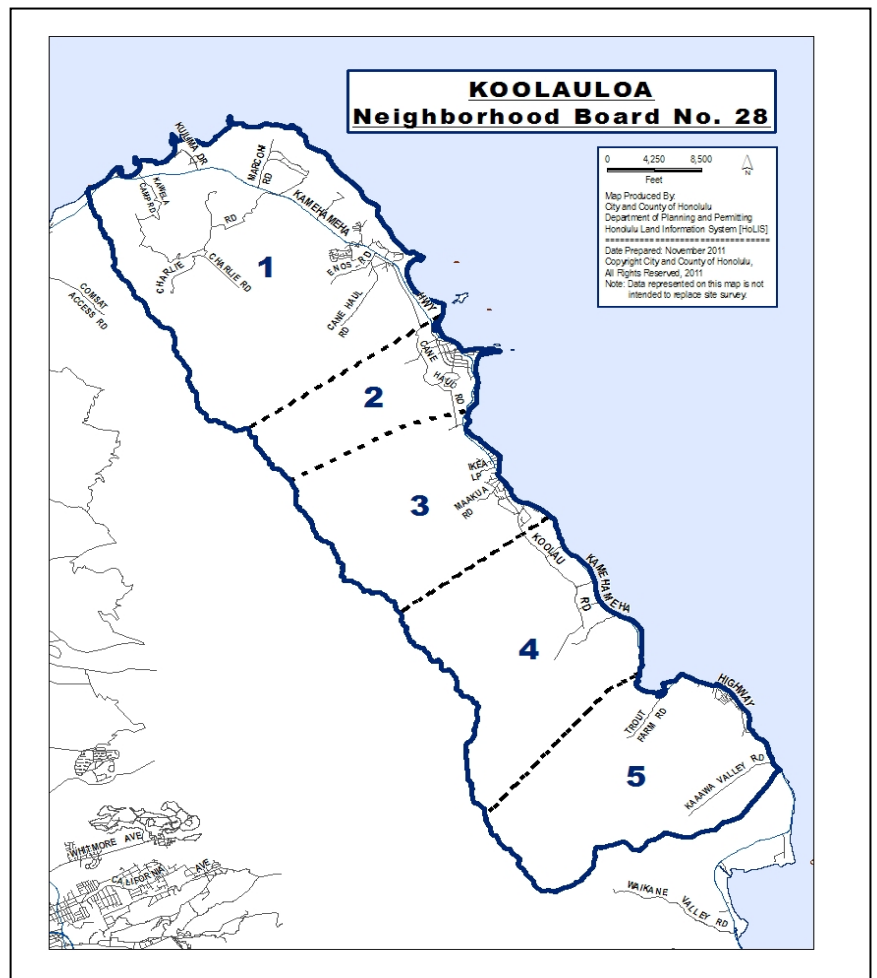 KOOLAULOA
Neighborhood Board No. 28
0 4,250 8,500
Feet
N
Map Produced By:
City and County of Honolulu
Department of Planning and Permitting
Honolulu Land Information System [HoLIS]
================================
Date Prepared: November 2011
Copyright City and County of Honolulu,
All Rights Reserved, 2011
Note: Data represented on this map is not
intended to replace site survey.
KUILIMA DR
MARCONI
RD
KAWELA
CAMP RD
KAMEHAMEHA
RD
1
CHARLIE
CHARLIE RD
ENOS RD
COMSAT
ACCESS RD
CANE HAUL
RD
HWY
CANE
HAUL
RD
2
IKEA
LP
3
MAAKUA
RD
KOOLAU
RD
KAMEHAMEHA
4
HIGHWAY
TROUT
FARM RD
5
KAAAWA VALLEY RD
WHITMORE AVE
CALIFORNIA
AVE
WAIKANE
VALLEY RD